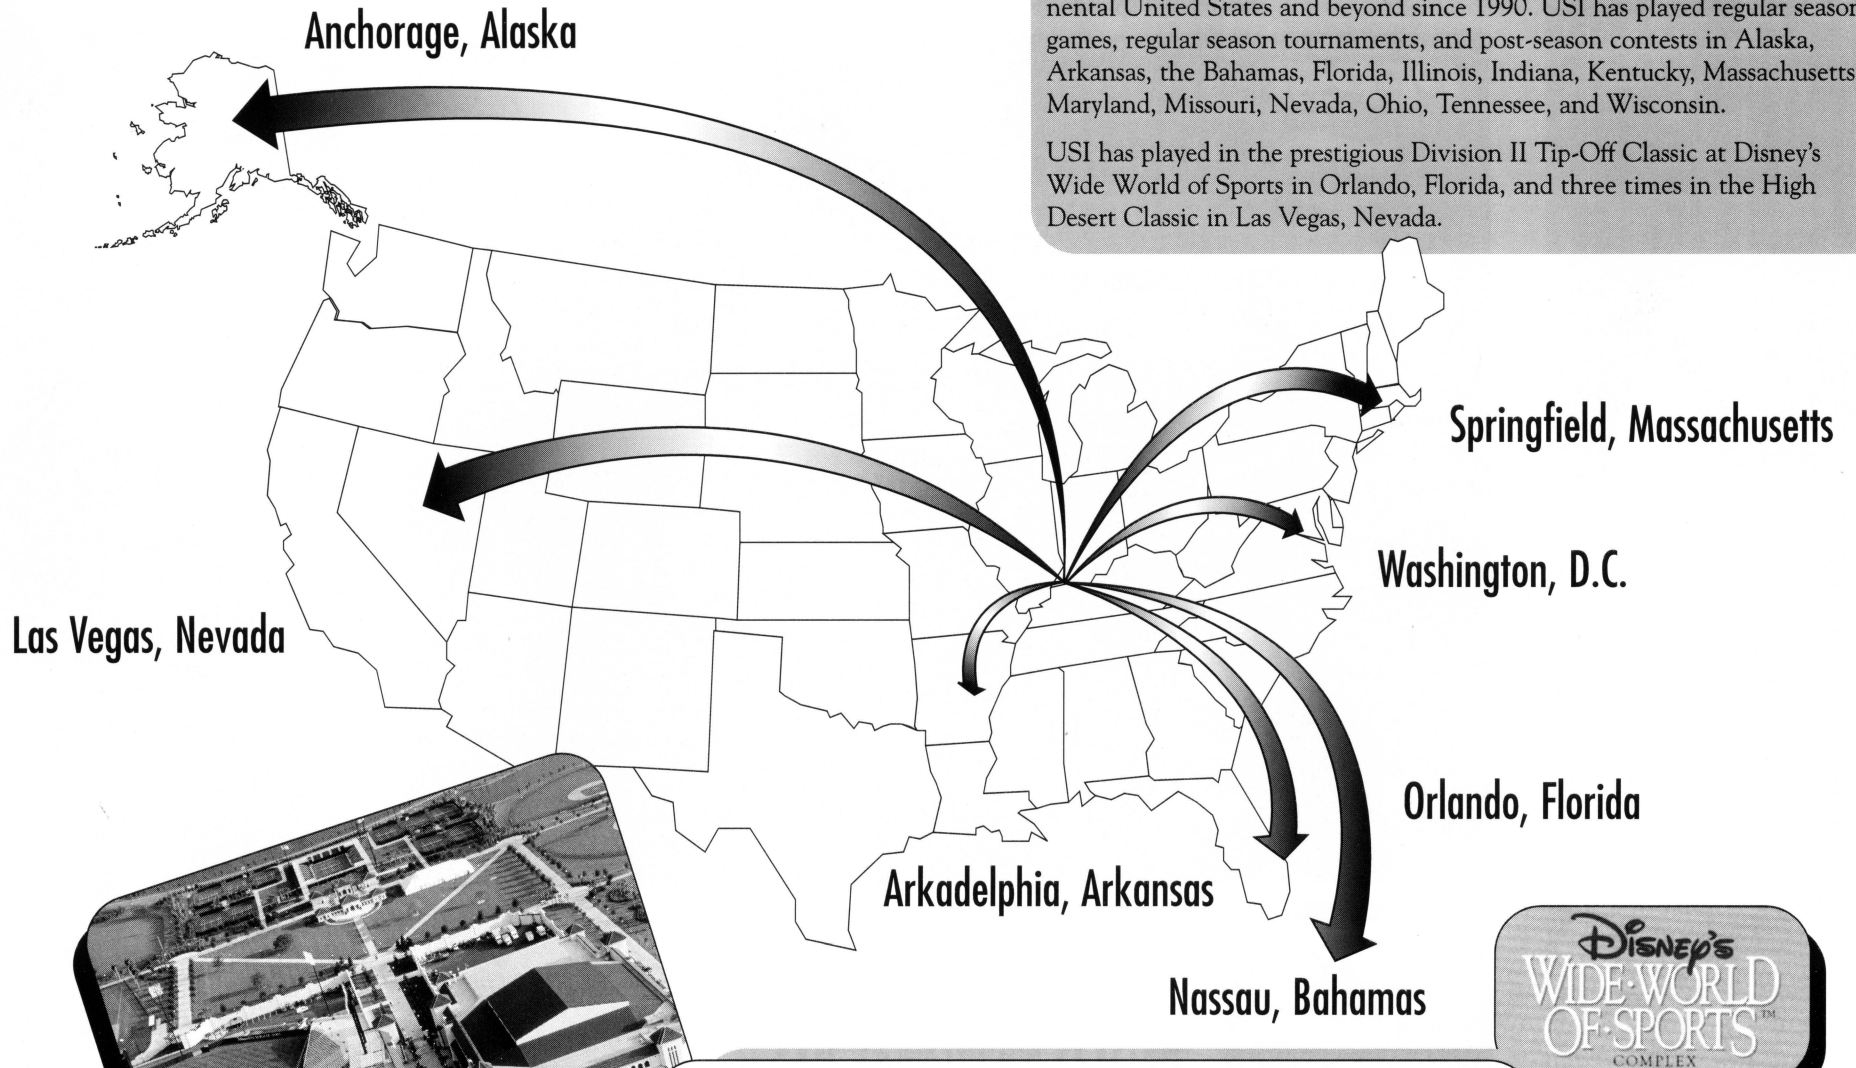 Anchorage, Alaska
nental United States and beyond since 1990. USI has played regular season
games, regular season tournaments, and post-season contests in Alaska,
Arkansas, the Bahamas, Florida, Illinois, Indiana, Kentucky, Massachusetts
Maryland, Missouri, Nevada, Ohio, Tennessee, and Wisconsin.
USI has played in the prestigious Division II Tip-Off Classic at Disney's
Wide World of Sports in Orlando, Florida, and three times in the High
Desert Classic in Las Vegas, Nevada.
Springfield, Massachusetts
Washington, D.C.
Las Vegas, Nevada
Orlando, Florida
Arkadelphia, Arkansas
Nassau, Bahamas
Disney's
WIDE•WORLD
OF•SPORTS™
COMPLEX